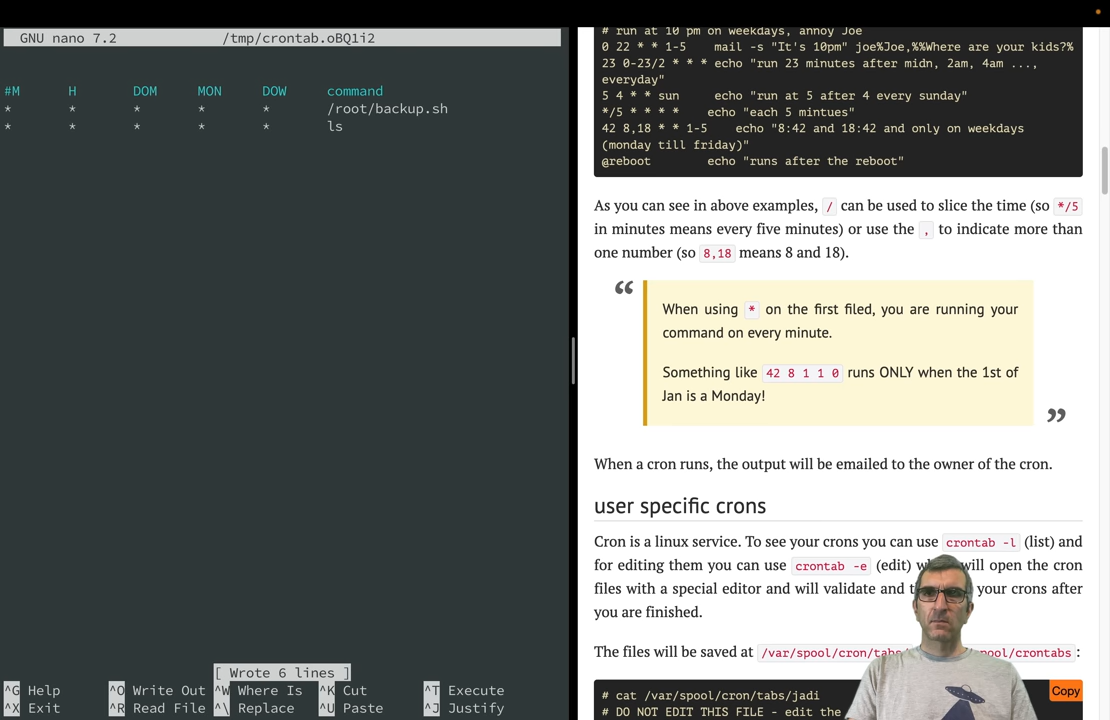 GNU nano 7.2 /tmp/crontab.oBQ1i2
#M H DOM MON DOW command
* * * * * /root/backup.sh
* * * * * ls
[ Wrote 6 lines ]
^G Help ^O Write Out ^W Where Is ^K Cut ^T Execute
^X Exit ^R Read File ^\ Replace ^U Paste ^J Justify
# run at 10 pm on weekdays, annoy Joe
0 22 * * 1-5 mail -s "It's 10pm" joe%Joe,%%Where are your kids?%
23 0-23/2 * * * echo "run 23 minutes after midn, 2am, 4am ...,
everyday"
5 4 * * sun echo "run at 5 after 4 every sunday"
*/5 * * * * echo "each 5 mintues"
42 8,18 * * 1-5 echo "8:42 and 18:42 and only on weekdays
(monday till friday)"
@reboot echo "runs after the reboot"
As you can see in above examples, / can be used to slice the time (so */5
in minutes means every five minutes) or use the , to indicate more than
one number (so 8,18 means 8 and 18).
“
When using * on the first filed, you are running your
command on every minute.
Something like 42 8 1 1 0 runs ONLY when the 1st of
Jan is a Monday!
”
When a cron runs, the output will be emailed to the owner of the cron.
user specific crons
Cron is a linux service. To see your crons you can use crontab -l (list) and
for editing them you can use crontab -e (edit) will open the cron
files with a special editor and will validate and your crons after
you are finished.
The files will be saved at /var/spool/cron/tabs pool/crontabs :
Copy
# cat /var/spool/cron/tabs/jadi
# DO NOT EDIT THIS FILE - edit the